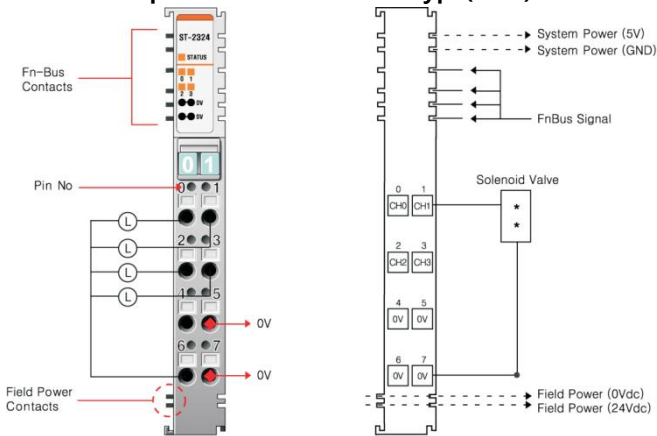 ST-2324
STATUS
0 1
2 3
0V
0V
Fn-Bus
Contacts
01
Pin No
0 1
L
2 3
L
L
L
4 5
0V
6 7
0V
Field Power
Contacts
System Power (5V)
System Power (GND)
FnBus Signal
Solenoid Valve
* 
*
0 1
CH0 CH1
2 3
CH2 CH3
4 5
0V 0V
6 7
0V 0V
Field Power (0Vdc)
Field Power (24Vdc)